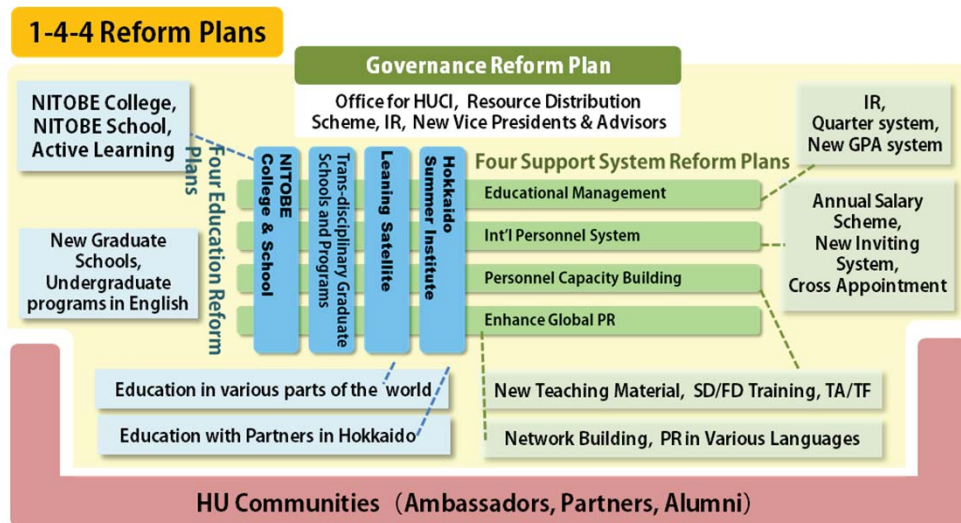 1-4-4 Reform Plans
Governance Reform Plan
Office for HUCI, Resource Distribution
Scheme, IR, New Vice Presidents & Advisors
NITOBE College,
NITOBE School,
Active Learning
New Graduate
Schools,
Undergraduate
programs in English
Four Education Reform
Plans
NITOBE
College & School
Trans-disciplinary Graduate
Schools and Programs
Leaning Satellite
Hokkaido
Summer Institute
Four Support System Reform Plans
Educational Management
Int'l Personnel System
Personnel Capacity Building
Enhance Global PR
IR,
Quarter system,
New GPA system
Annual Salary
Scheme,
New Inviting
System,
Cross Appointment
Education in various parts of the world
Education with Partners in Hokkaido
New Teaching Material, SD/FD Training, TA/TF
Network Building, PR in Various Languages
HU Communities（Ambassadors, Partners, Alumni）